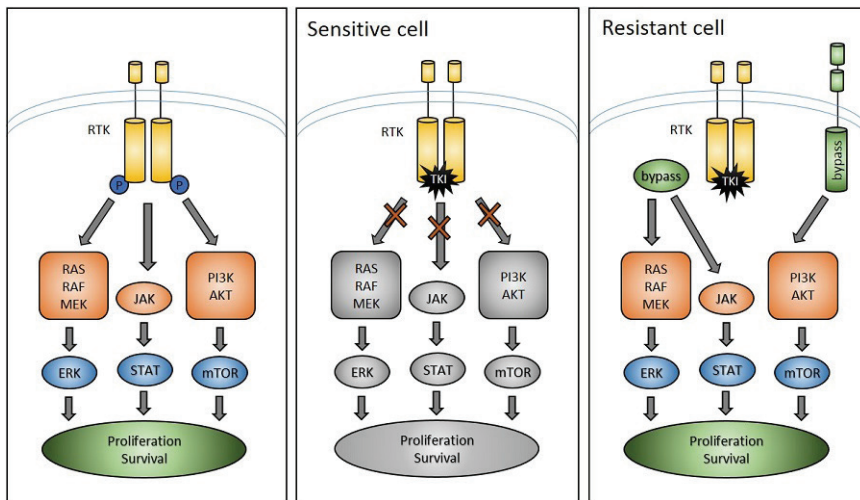 RTK
P
P
RAS
RAF
MEK
JAK
PI3K
AKT
ERK
STAT
mTOR
Proliferation
Survival
Sensitive cell
RTK
TKI
RAS
RAF
MEK
JAK
PI3K
AKT
ERK
STAT
mTOR
Proliferation
Survival
Resistant cell
RTK
bypass
TKI
bypass
RAS
RAF
MEK
JAK
PI3K
AKT
ERK
STAT
mTOR
Proliferation
Survival